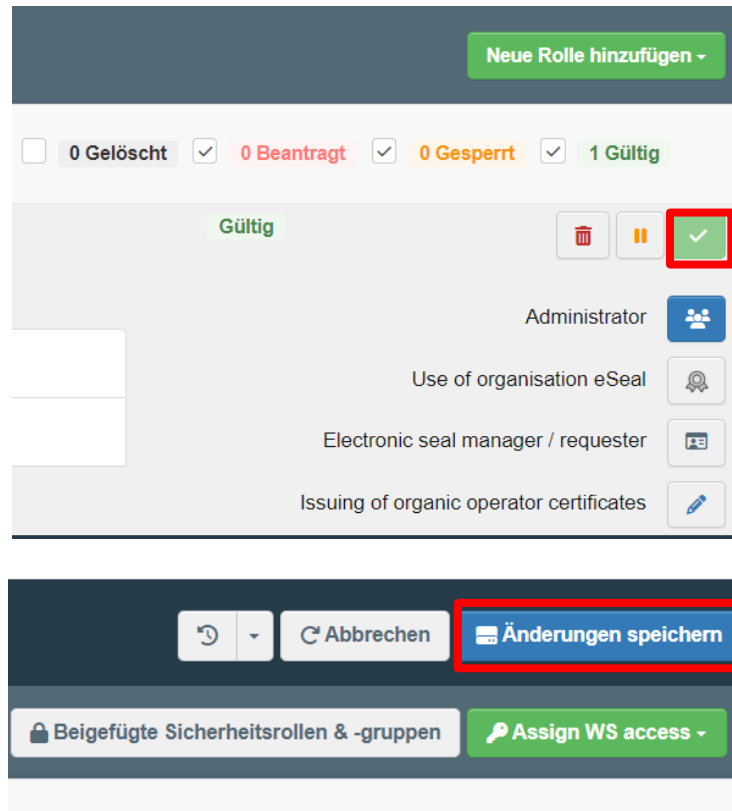 Neue Rolle hinzufügen
0 Gelöscht 0 Beantragt 0 Gesperrt 1 Gültig
Gültig
Administrator
Use of organisation eSeal
Electronic seal manager / requester
Issuing of organic operator certificates
Abbrechen Änderungen speichern
Beigefügte Sicherheitsrollen & -gruppen Assign WS access